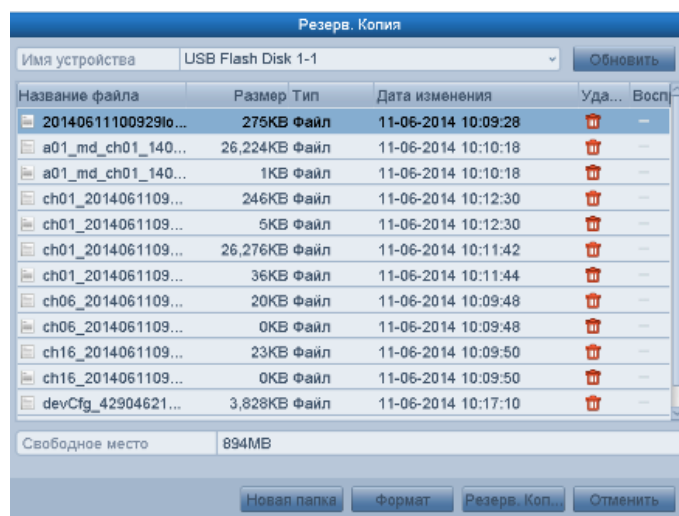 Резерв. Копия
Имя устройства USB Flash Disk 1-1 Обновить
Название файла Размер Тип Дата изменения Уда... Восп
20140611100929lo... 275KB Файл 11-06-2014 10:09:28
a01_md_ch01_140... 26,224KB Файл 11-06-2014 10:10:18
a01_md_ch01_140... 1KB Файл 11-06-2014 10:10:18
ch01_2014061109... 246KB Файл 11-06-2014 10:12:30
ch01_2014061109... 5KB Файл 11-06-2014 10:12:30
ch01_2014061109... 26,276KB Файл 11-06-2014 10:11:42
ch01_2014061109... 36KB Файл 11-06-2014 10:11:44
ch06_2014061109... 20KB Файл 11-06-2014 10:09:48
ch06_2014061109... 0KB Файл 11-06-2014 10:09:48
ch16_2014061109... 23KB Файл 11-06-2014 10:09:50
ch16_2014061109... 0KB Файл 11-06-2014 10:09:50
devCfg_42904621... 3,828KB Файл 11-06-2014 10:17:10
Свободное место 894MB
Новая папка Формат Резерв. Коп... Отменить